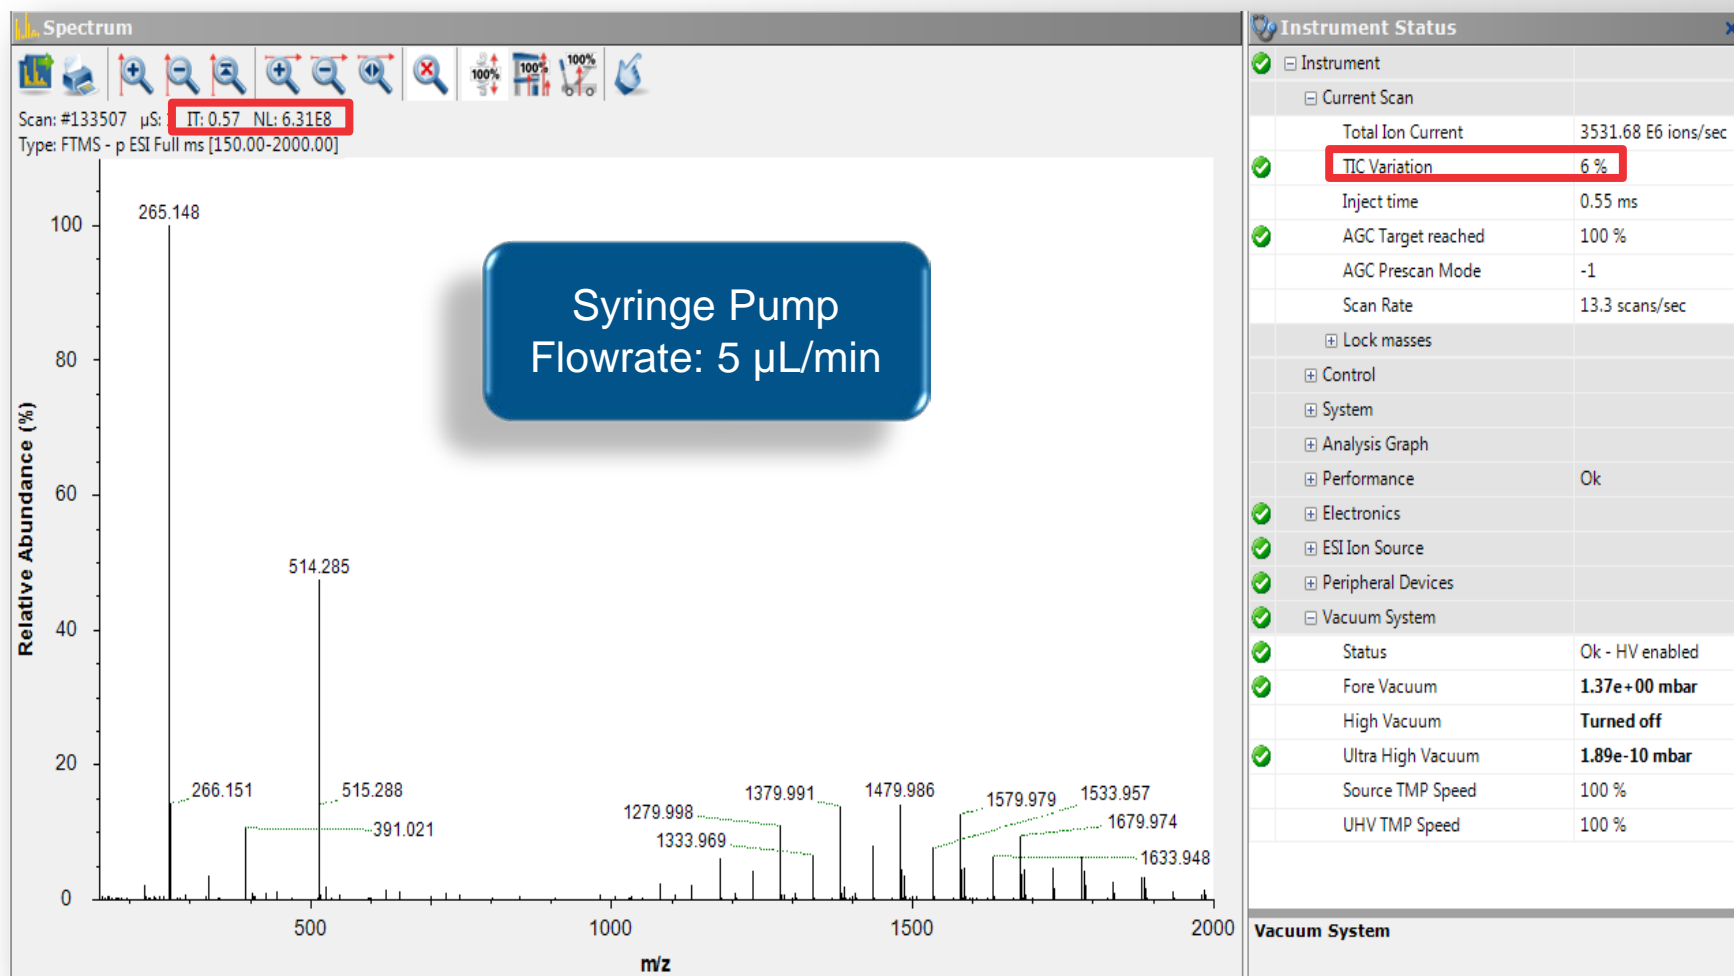 Spectrum
100%
100%
100%
Scan: #133507 µS: IT: 0.57 NL: 6.31E8
Type: FTMS - p ESI Full ms [150.00-2000.00]
Syringe Pump
Flowrate: 5 µL/min
Relative Abundance (%)
100
80
60
40
20
0
265.148
514.285
266.151
515.288
391.021
1279.998
1333.969
1379.991
1479.986
1579.979
1533.957
1679.974
1633.948
500
1000
1500
2000
m/z
Instrument Status
Instrument
Current Scan
Total Ion Current 3531.68 E6 ions/sec
TIC Variation 6 %
Inject time 0.55 ms
AGC Target reached 100 %
AGC Prescan Mode -1
Scan Rate 13.3 scans/sec
Lock masses
Control
System
Analysis Graph
Performance Ok
Electronics
ESI Ion Source
Peripheral Devices
Vacuum System
Status Ok - HV enabled
Fore Vacuum 1.37e+00 mbar
High Vacuum Turned off
Ultra High Vacuum 1.89e-10 mbar
Source TMP Speed 100 %
UHV TMP Speed 100 %
Vacuum System